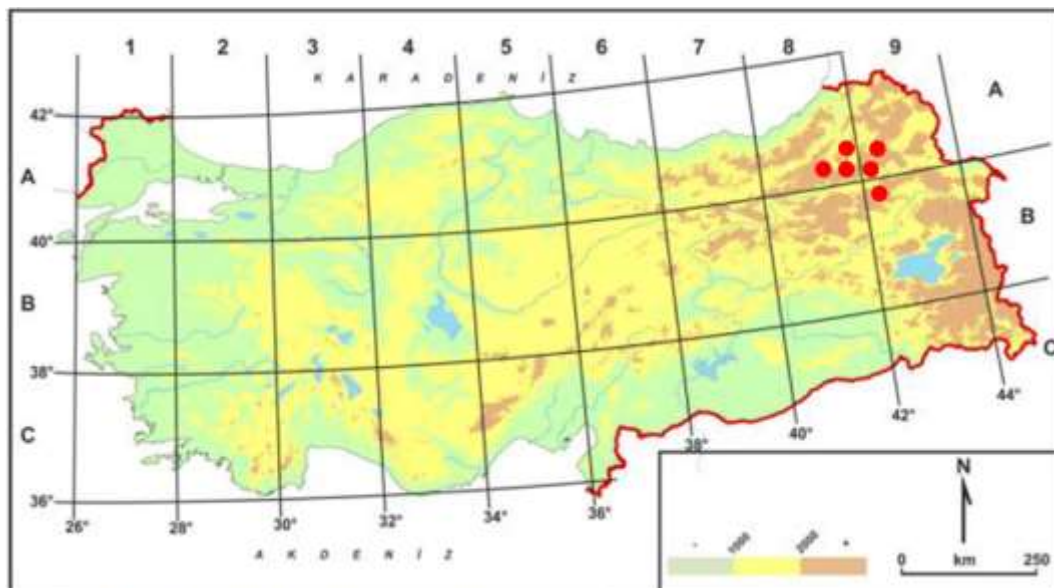 1 2 3 4 5 6 7 8 9
K A R A D E N İ Z
A
42°
A
40°
B
B
38°
C
C
36°
26° 28° 30° 32° 34° 36° 38° 40° 42° 44°
A K D E N İ Z
N
- 1000 2000 +
0 km 250